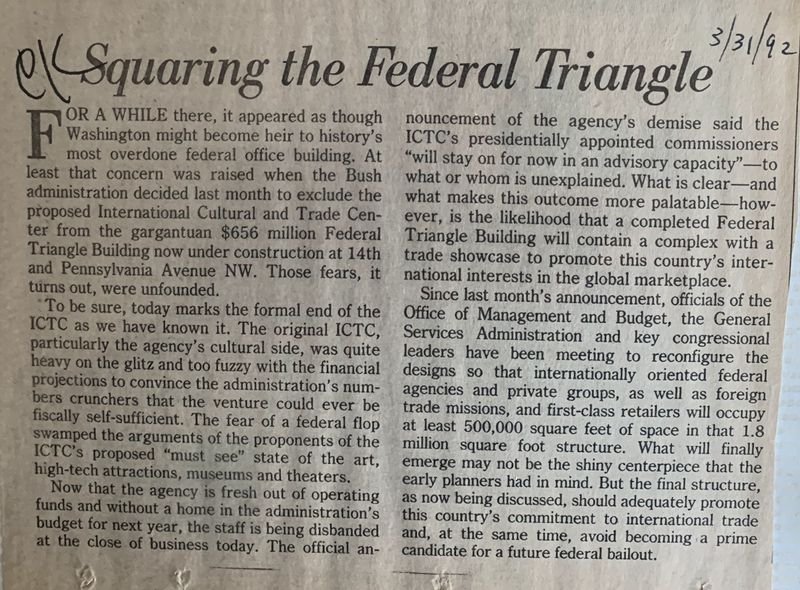 Squaring the Federal Triangle
3/31/92
FOR A WHILE there, it appeared as though
Washington might become heir to history's
most overdone federal office building. At
least that concern was raised when the Bush
administration decided last month to exclude the
proposed International Cultural and Trade Cen-
ter from the gargantuan $656 million Federal
Triangle Building now under construction at 14th
and Pennsylvania Avenue NW. Those fears, it
turns out, were unfounded.
To be sure, today marks the formal end of the
ICTC as we have known it. The original ICTC,
particularly the agency's cultural side, was quite
heavy on the glitz and too fuzzy with the financial
projections to convince the administration's num-
bers crunchers that the venture could ever be
fiscally self-sufficient. The fear of a federal flop
swamped the arguments of the proponents of the
ICTC's proposed "must see" state of the art,
high-tech attractions, museums and theaters.
Now that the agency is fresh out of operating
funds and without a home in the administration's
budget for next year, the staff is being disbanded
at the close of business today. The official an-
nouncement of the agency's demise said the
ICTC's presidentially appointed commissioners
"will stay on for now in an advisory capacity"—to
what or whom is unexplained. What is clear—and
what makes this outcome more palatable—how-
ever, is the likelihood that a completed Federal
Triangle Building will contain a complex with a
trade showcase to promote this country's inter-
national interests in the global marketplace.
Since last month's announcement, officials of the
Office of Management and Budget, the General
Services Administration and key congressional
leaders have been meeting to reconfigure the
designs so that internationally oriented federal
agencies and private groups, as well as foreign
trade missions, and first-class retailers will occupy
at least 500,000 square feet of space in that 1.8
million square foot structure. What will finally
emerge may not be the shiny centerpiece that the
early planners had in mind. But the final structure,
as now being discussed, should adequately promote
this country's commitment to international trade
and, at the same time, avoid becoming a prime
candidate for a future federal bailout.